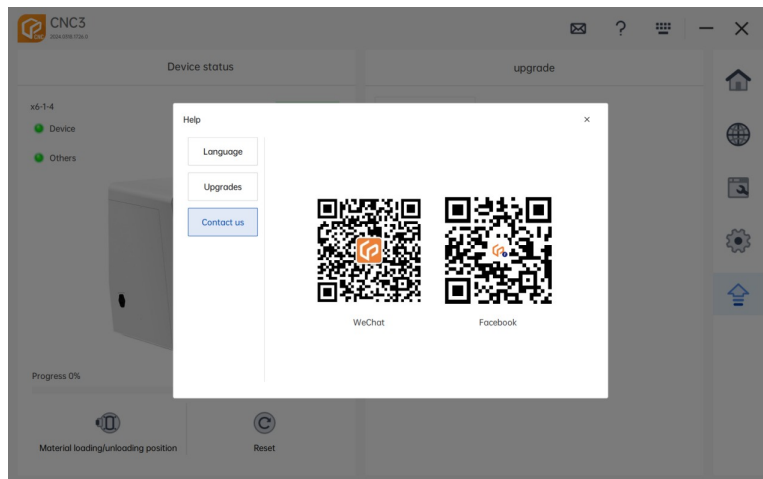 CNC3
Device status
upgrade
x6-1-4
Device
Others
Help
×
Language
Upgrades
Contact us
WeChat
Facebook
Progress 0%
Material loading/unloading position
Reset